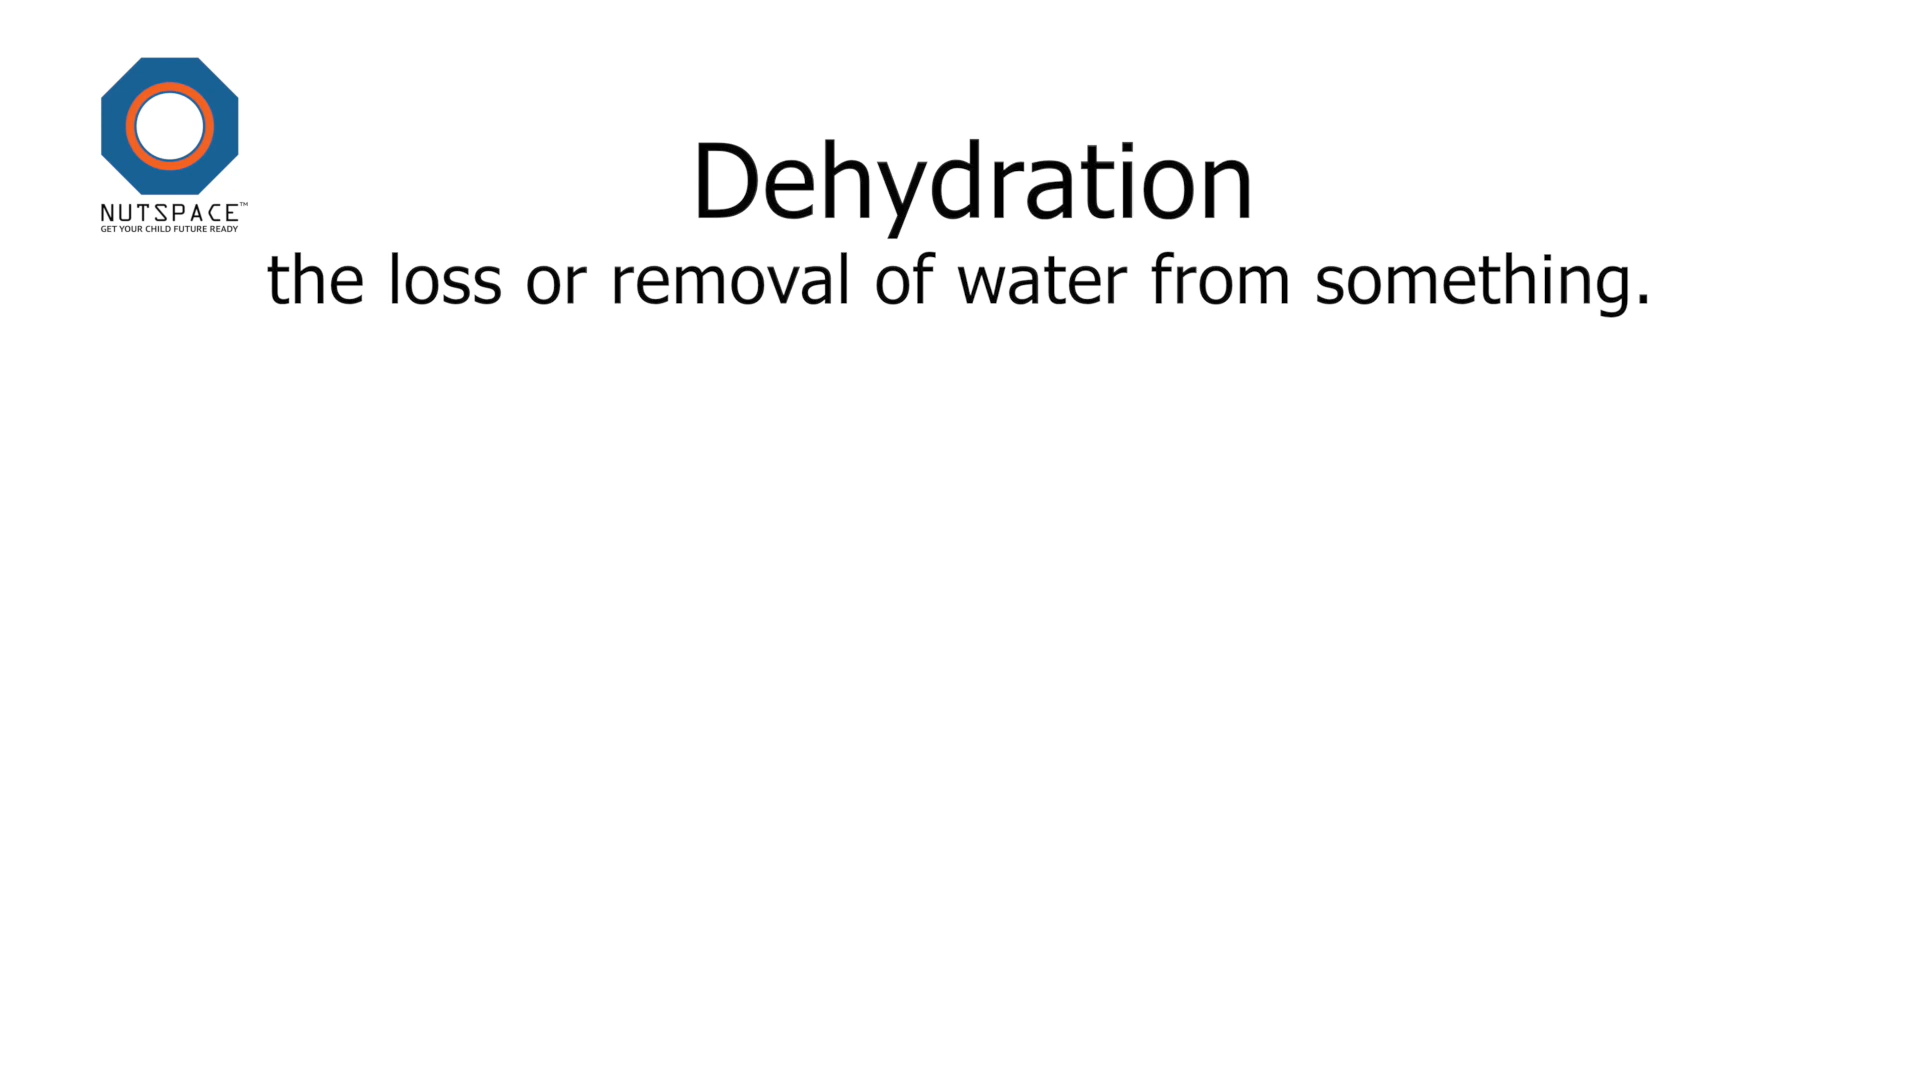 NUTSPACE™
GET YOUR CHILD FUTURE READY
Dehydration
the loss or removal of water from something.